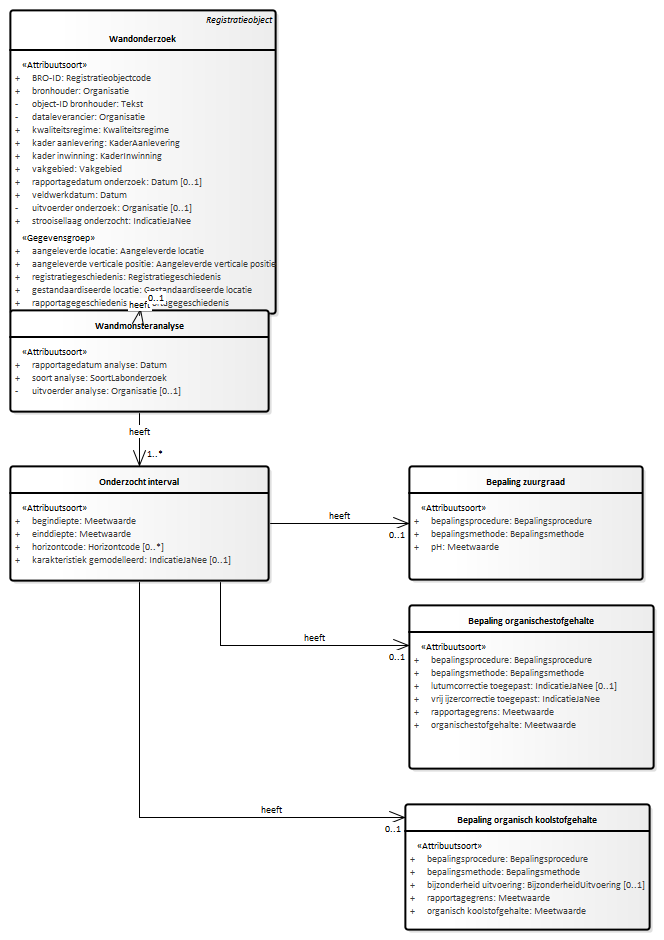 Registratieobject
Wandonderzoek
«Attribuutsoort»
+ BRO-ID: Registratieobjectcode
+ bronhouder: Organisatie
- object-ID bronhouder: Tekst
- dataleverancier: Organisatie
+ kwaliteitsregime: Kwaliteitsregime
+ kader aanlevering: KaderAanlevering
+ kader inwinning: KaderInwinning
+ vakgebied: Vakgebied
+ rapportagedatum onderzoek: Datum [0..1]
+ veldwerkdatum: Datum
- uitvoerder onderzoek: Organisatie [0..1]
+ strooisellaag onderzocht: IndicatieJaNee
«Gegevensgroep»
+ aangeleverde locatie: Aangeleverde locatie
+ aangeleverde verticale positie: Aangeleverde verticale positie
+ registratiegeschiedenis: Registratiegeschiedenis
+ gestandaardiseerde locatie: Gestandaardiseerde locatie
0..1
+ rapportagegeschiedenis
heeft
Wandmonsteranalyse
«Attribuutsoort»
+ rapportagedatum analyse: Datum
+ soort analyse: SoortLabonderzoek
- uitvoerder analyse: Organisatie [0..1]
heeft
1..*
Onderzocht interval
«Attribuutsoort»
+ begindiepte: Meetwaarde
+ einddiepte: Meetwaarde
+ horizontcode: Horizontcode [0..*]
+ karakteristiek gemodelleerd: IndicatieJaNee [0..1]
heeft
0..1
Bepaling zuurgraad
«Attribuutsoort»
+ bepalingsprocedure: Bepalingsprocedure
+ bepalingsmethode: Bepalingsmethode
+ pH: Meetwaarde
heeft
0..1
Bepaling organischestofgehalte
«Attribuutsoort»
+ bepalingsprocedure: Bepalingsprocedure
+ bepalingsmethode: Bepalingsmethode
+ lutumcorrectie toegepast: IndicatieJaNee [0..1]
+ vrij ijzercorrectie toegepast: IndicatieJaNee
+ rapportagegrens: Meetwaarde
+ organischestofgehalte: Meetwaarde
heeft
0..1
Bepaling organisch koolstofgehalte
«Attribuutsoort»
+ bepalingsprocedure: Bepalingsprocedure
+ bepalingsmethode: Bepalingsmethode
+ bijzonderheid uitvoering: BijzonderheidUitvoering [0..1]
+ rapportagegrens: Meetwaarde
+ organisch koolstofgehalte: Meetwaarde